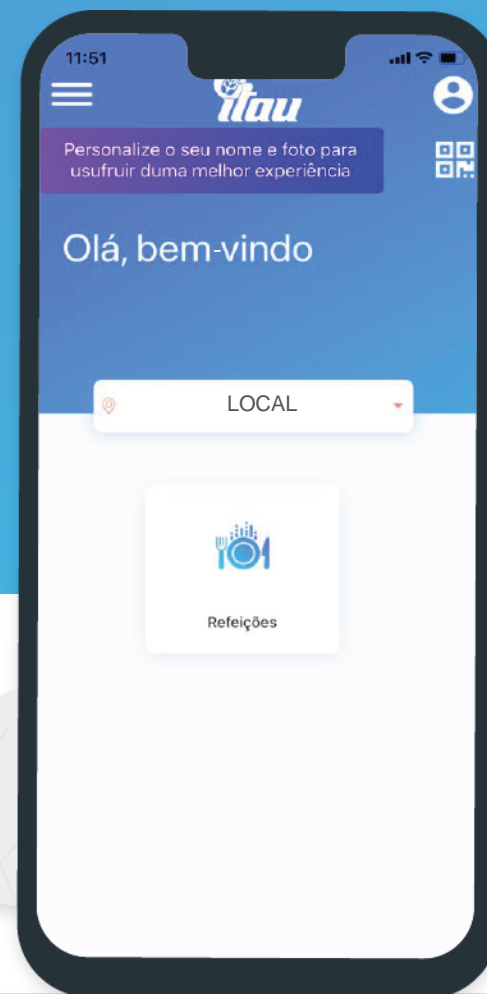 11:51
itau
Personalize o seu nome e foto para
usufruir duma melhor experiência
Olá, bem-vindo
LOCAL
Refeições